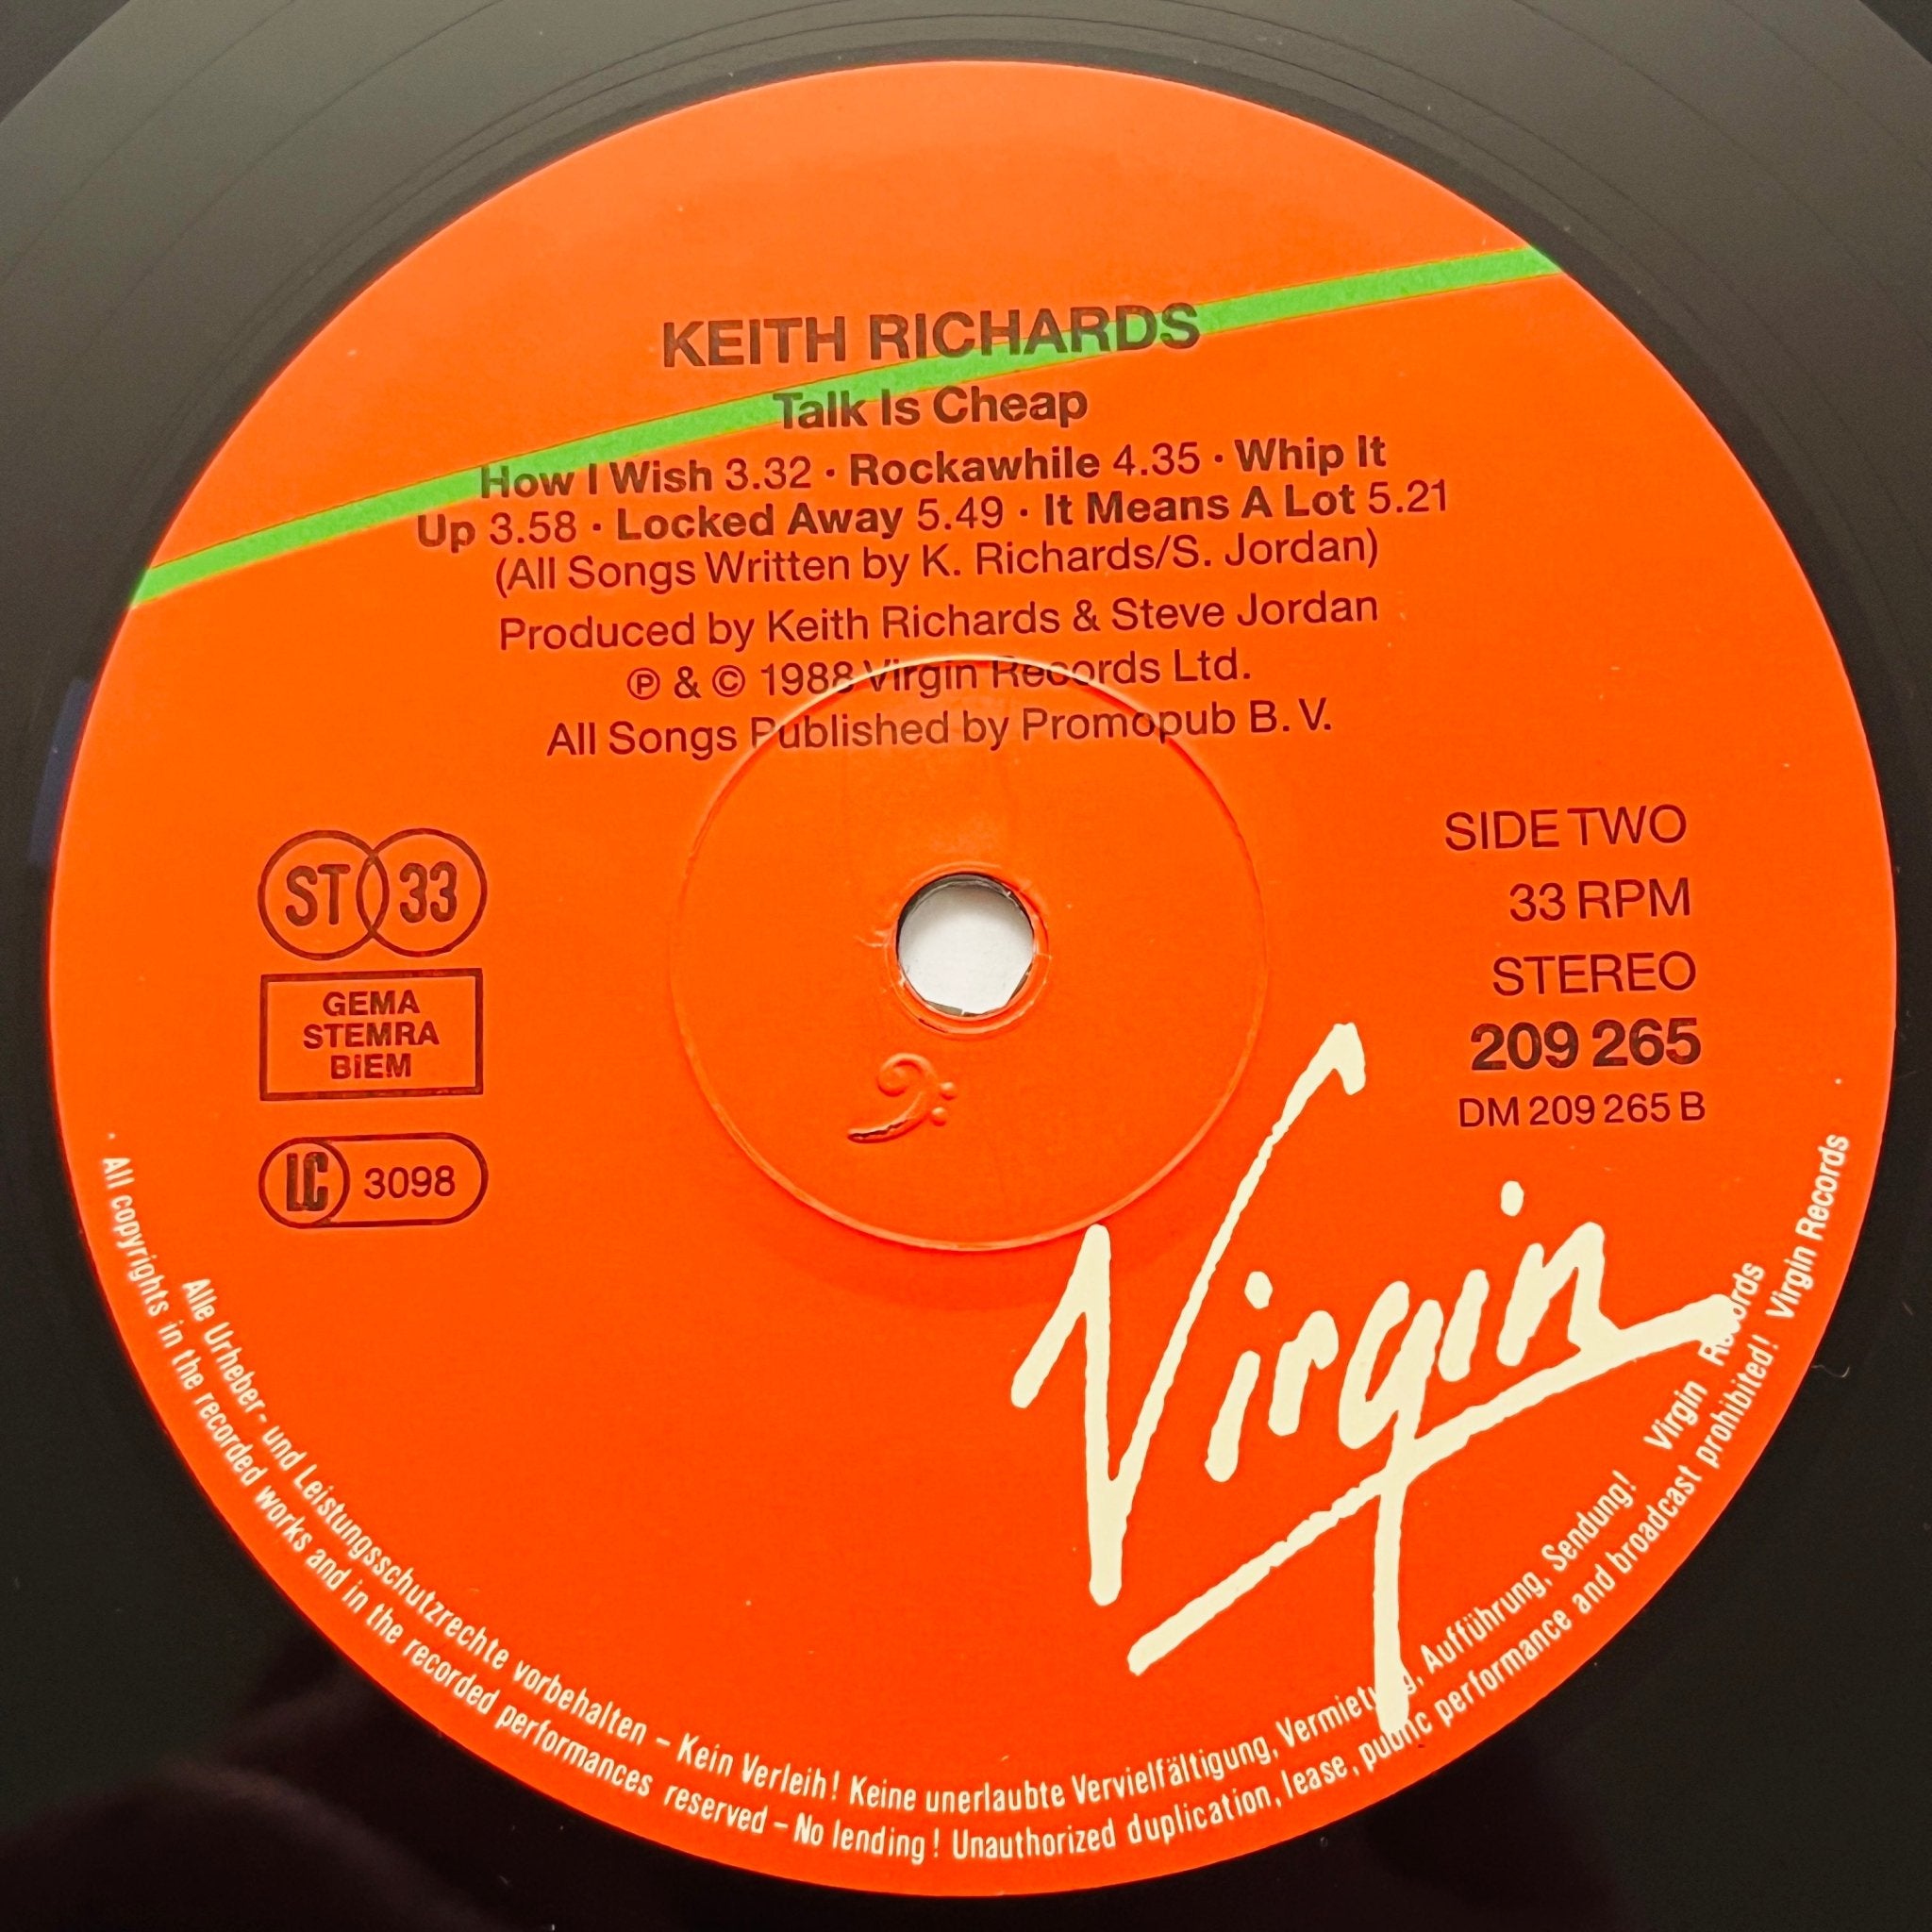 KEITH RICHARDS
Talk Is Cheap
How I Wish 3.32 · Rockawhile 4.35 · Whip It
Up 3.58 · Locked Away 5.49 · It Means A Lot 5.21
(All Songs Written by K. Richards/S. Jordan)
Produced by Keith Richards & Steve Jordan
℗ & © 1988 Virgin Records Ltd.
All Songs Published by Promopub B. V.
ST 33
GEMA
STEMRA
BIEM
LC 3098
SIDE TWO
33 RPM
STEREO
209 265
DM 209 265 B
Virgin
Alle Urheber- und Leistungsschutzrechte vorbehalten – Kein Verleih! Keine unerlaubte Vervielfältigung, Vermietung, Aufführung, Sendung! Virgin Records
· All copyrights in the recorded works and in the recorded performances reserved – No lending! Unauthorized duplication, lease, public performance and broadcast prohibited! Virgin Records ·